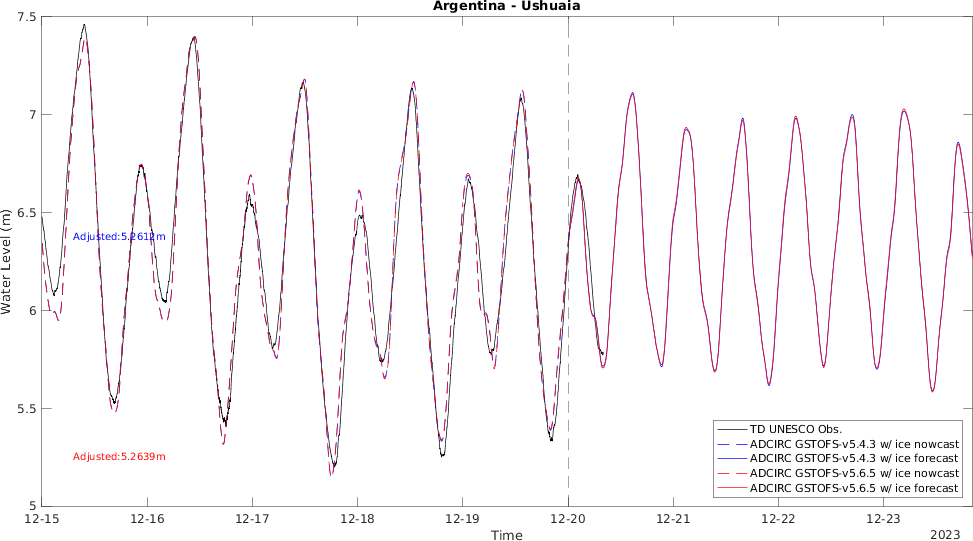 Argentina - Ushuaia
7.5
7
6.5
6
5.5
5
Water Level (m)
Adjusted:5.2612m
Adjusted:5.2639m
TD UNESCO Obs.
ADCIRC GSTOFS-v5.4.3 w/ ice nowcast
ADCIRC GSTOFS-v5.4.3 w/ ice forecast
ADCIRC GSTOFS-v5.6.5 w/ ice nowcast
ADCIRC GSTOFS-v5.6.5 w/ ice forecast
12-15 12-16 12-17 12-18 12-19 12-20 12-21 12-22 12-23
Time
2023